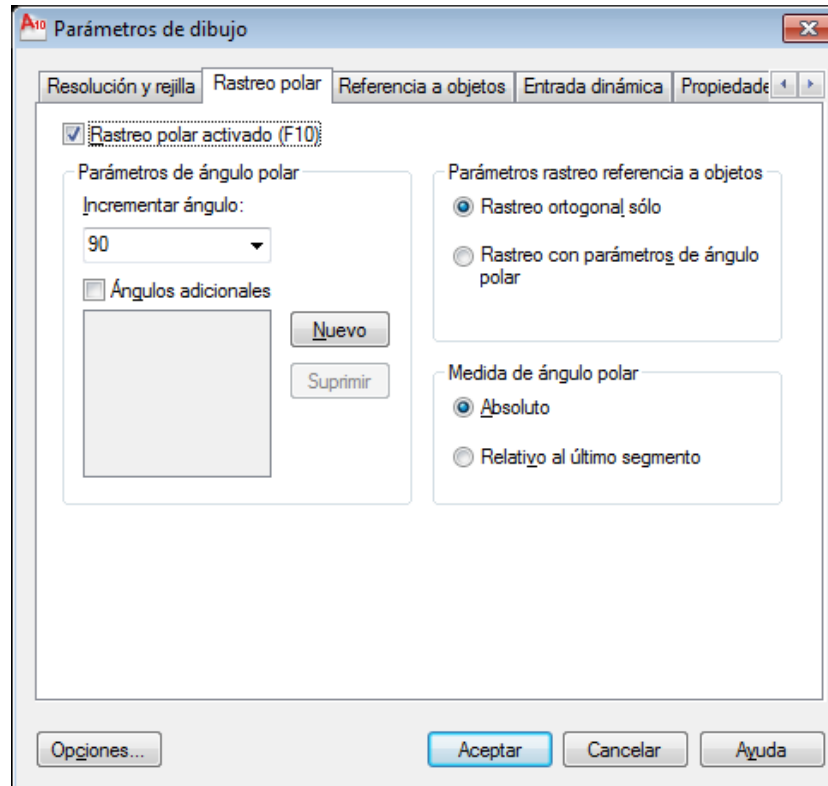 A10 Parámetros de dibujo
Resolución y rejilla Rastreo polar Referencia a objetos Entrada dinámica Propiedade
Rastreo polar activado (F10)
Parámetros de ángulo polar
Incrementar ángulo:
90
Ángulos adicionales
Nuevo
Suprimir
Parámetros rastreo referencia a objetos
Rastreo ortogonal sólo
Rastreo con parámetros de ángulo
polar
Medida de ángulo polar
Absoluto
Relativo al último segmento
Opciones... Aceptar Cancelar Ayuda